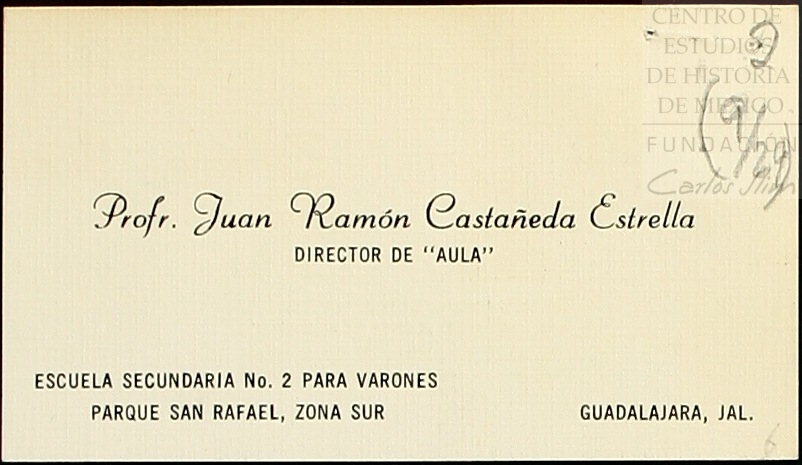 CENTRO DE
ESTUDIOS
DE HISTORIA
DE MÉXICO
FUNDACIÓN
Carlos Slim
Profr. Juan Ramón Castañeda Estrella
DIRECTOR DE "AULA"
ESCUELA SECUNDARIA No. 2 PARA VARONES
PARQUE SAN RAFAEL, ZONA SUR
GUADALAJARA, JAL.